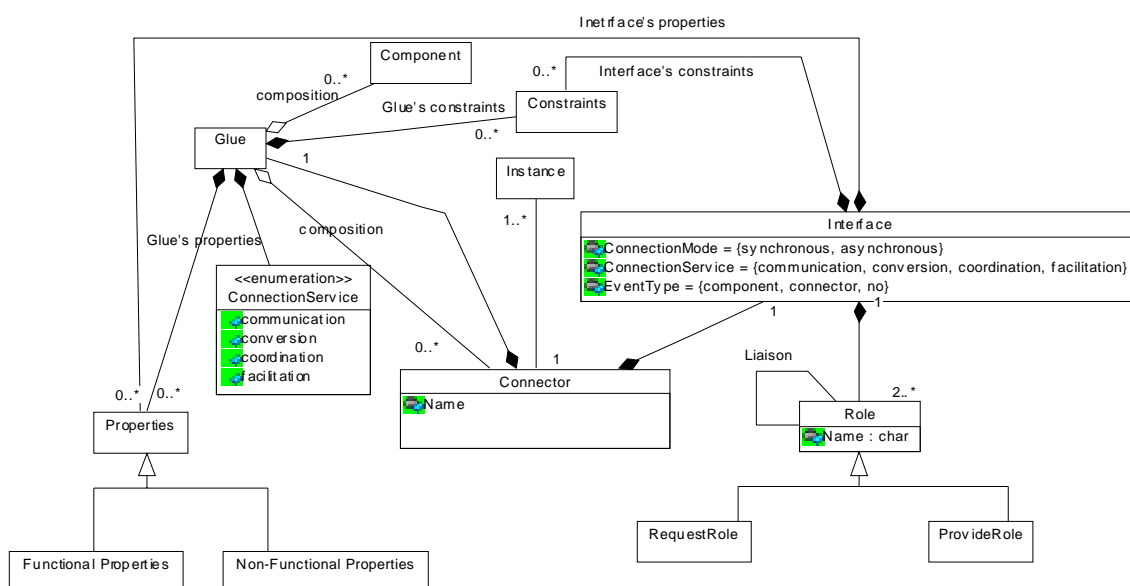 Inetrface's properties
Component
0..*
composition
0..*
Interface's constraints
Glue's constraints
Constraints
0..*
Glue
1
Instance
1..*
composition
Glue's properties
Interface
ConnectionMode = {synchronous, asynchronous}
ConnectionService = {communication, conversion, coordination, facilitation}
EventType = {component, connector, no}
1
1
<<enumeration>>
ConnectionService
communication
conversion
coordination
facilitation
0..*
1
Connector
Name
Liaison
2..*
Role
Name : char
0..*
0..*
Properties
RequestRole
ProvideRole
Functional Properties
Non-Functional Properties